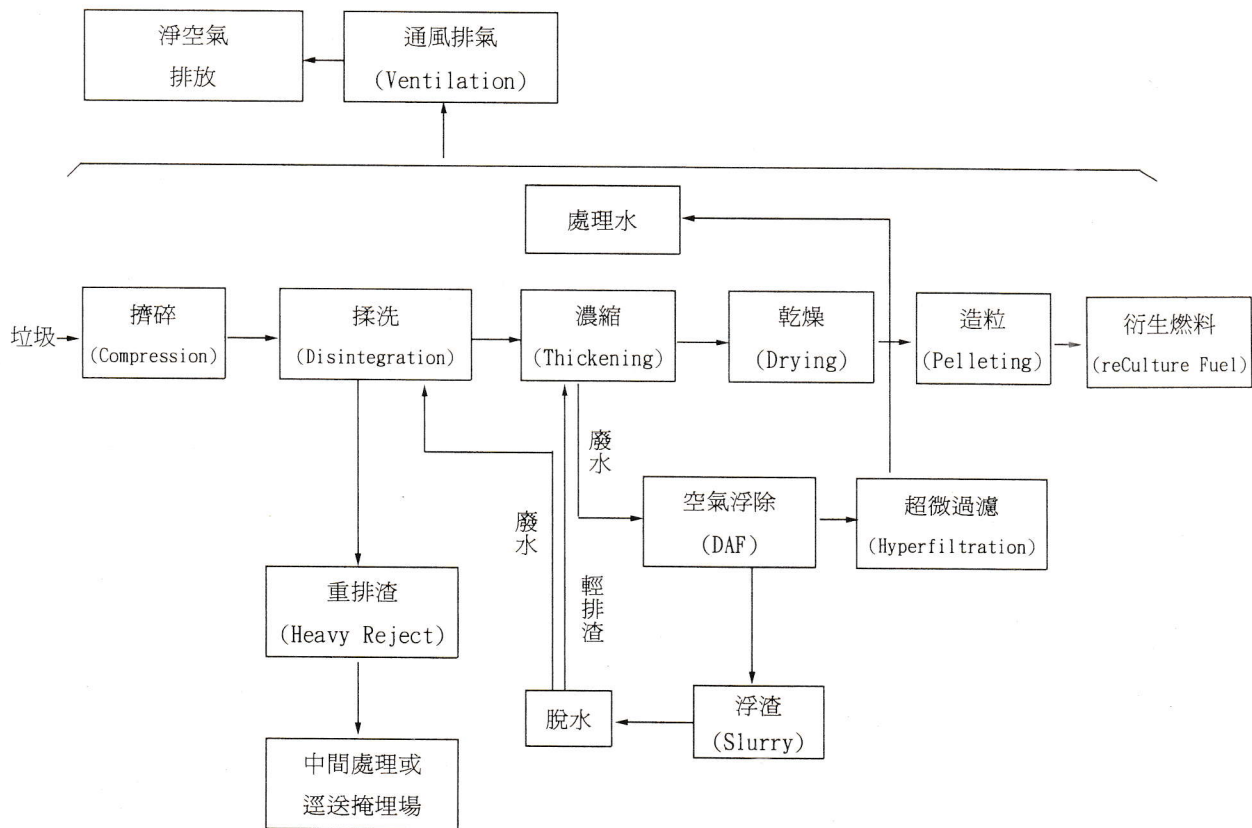 淨空氣
排放
通風排氣
(Ventilation)
處理水
垃圾
擠碎
(Compression)
揉洗
(Disintegration)
濃縮
(Thickening)
乾燥
(Drying)
造粒
(Pelleting)
衍生燃料
(reCulture Fuel)
廢水
廢水
輕排渣
空氣浮除
(DAF)
超微過濾
(Hyperfiltration)
重排渣
(Heavy Reject)
脫水
浮渣
(Slurry)
中間處理或
逕送掩埋場